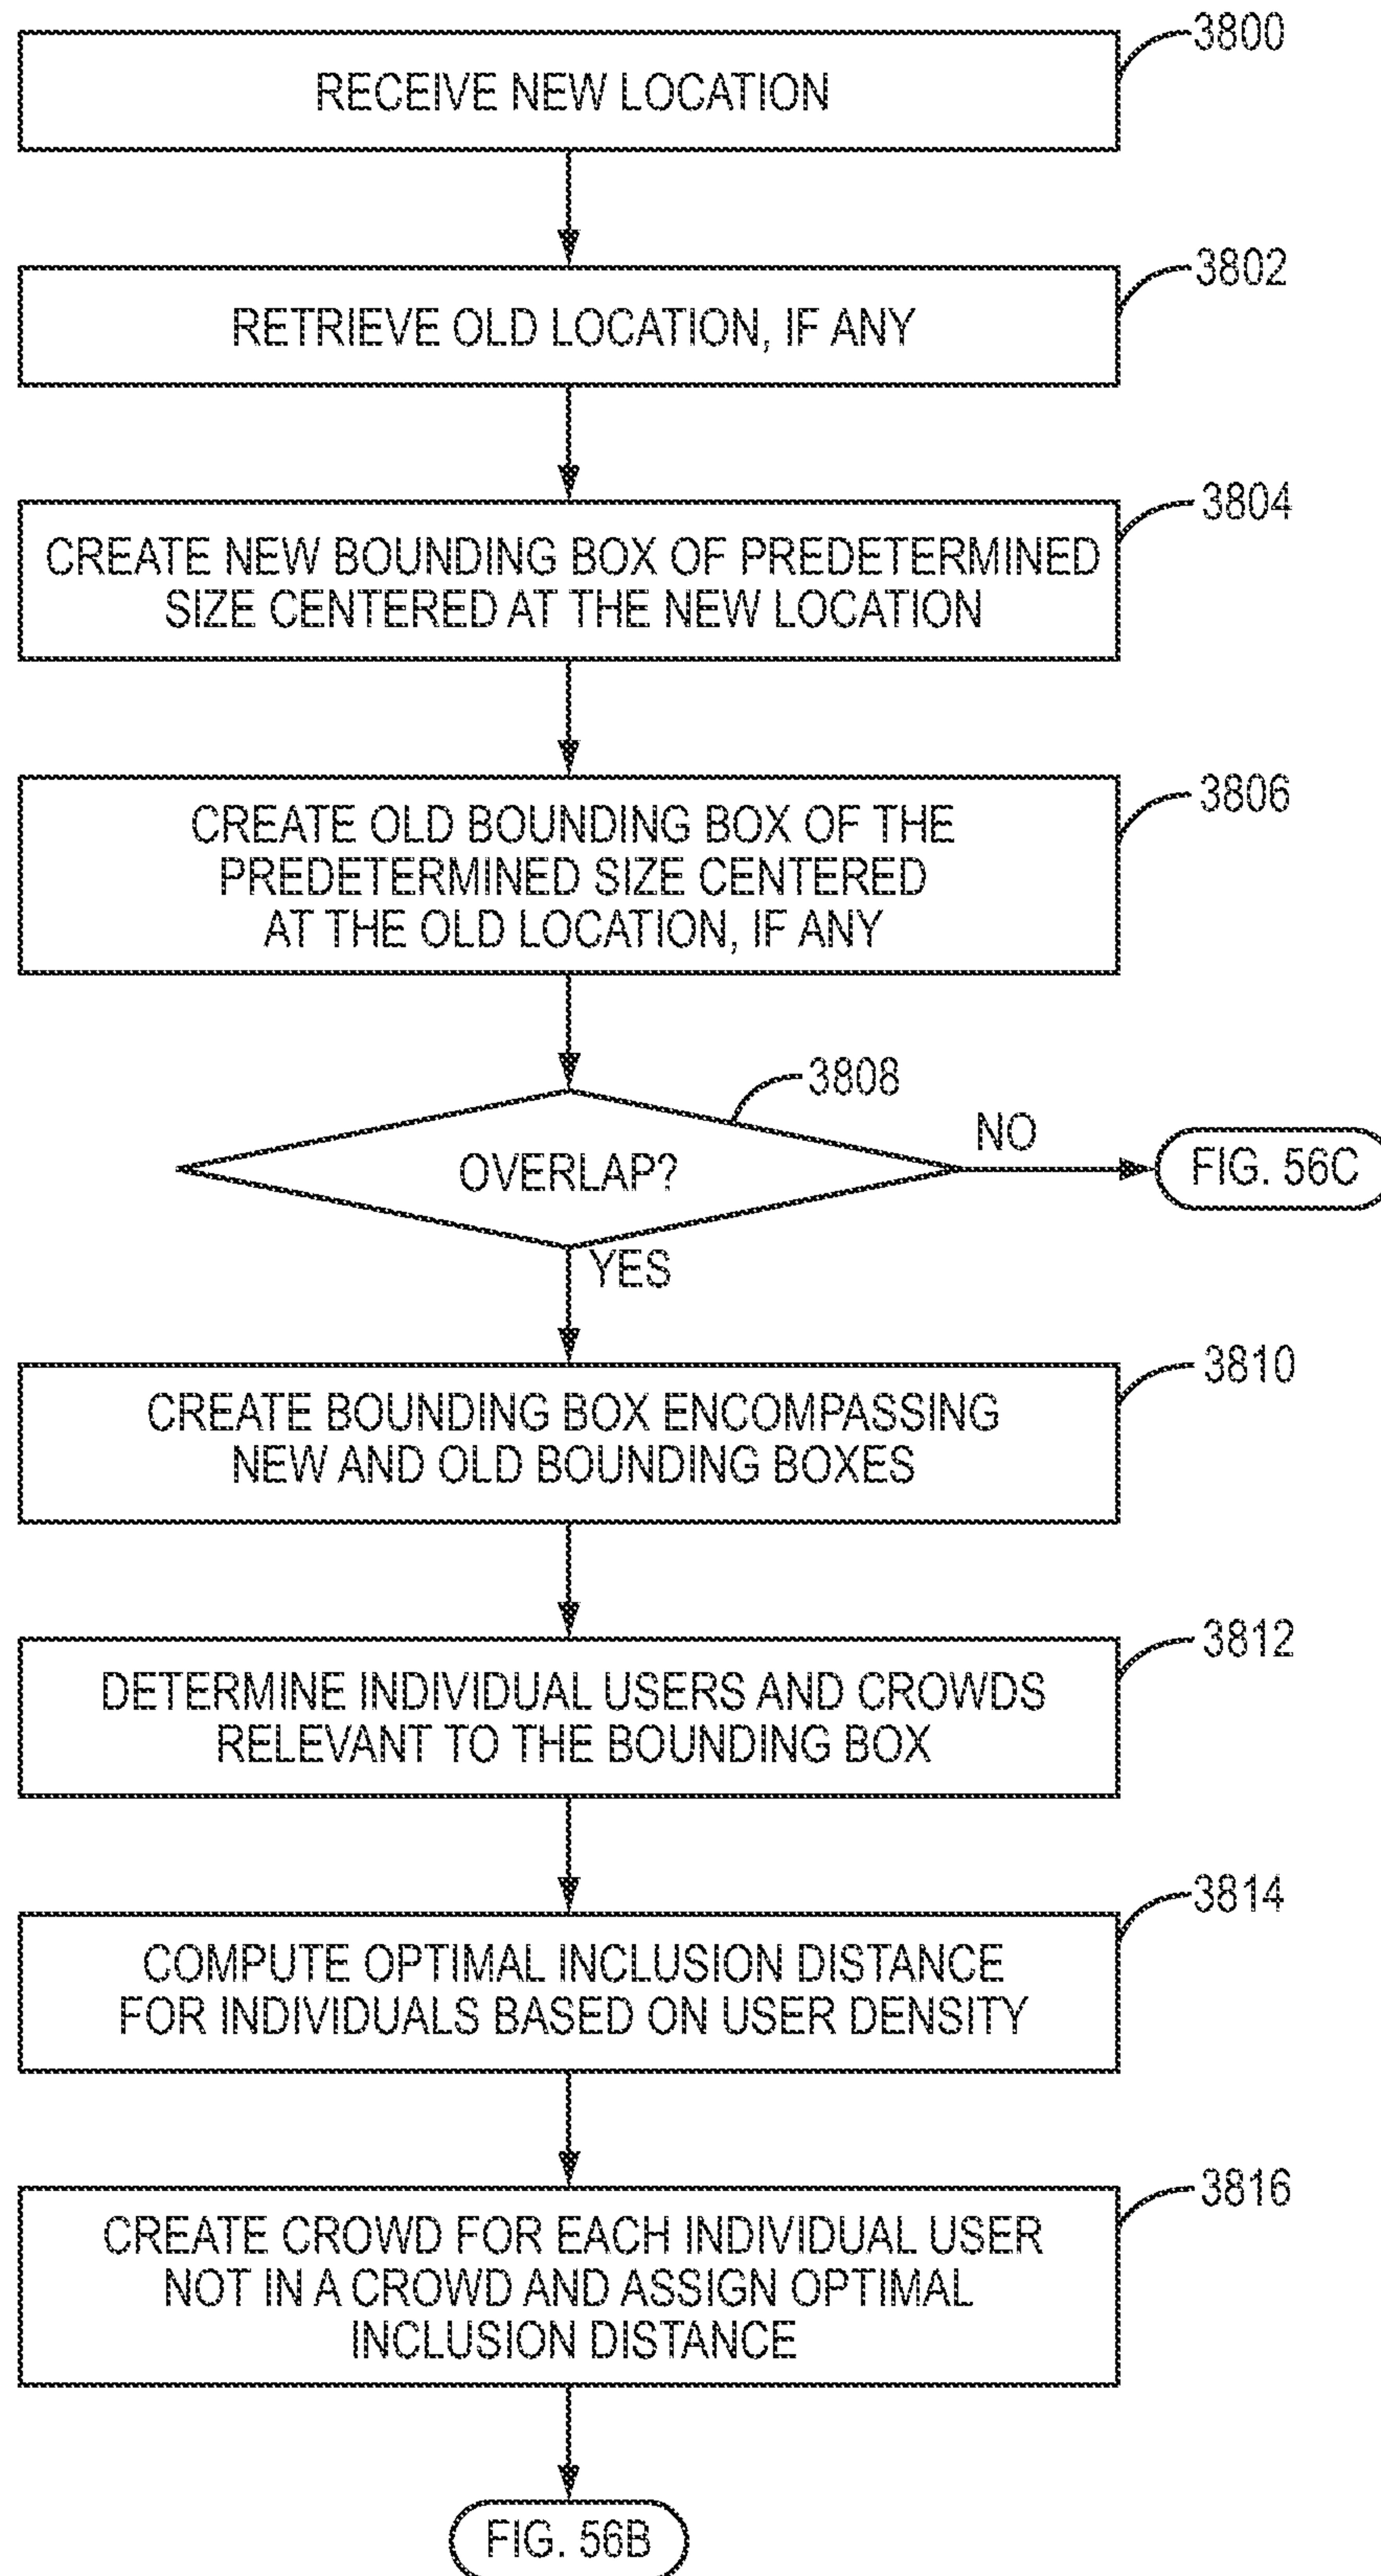 3800
RECEIVE NEW LOCATION
3802
RETRIEVE OLD LOCATION, IF ANY
3804
CREATE NEW BOUNDING BOX OF PREDETERMINED
SIZE CENTERED AT THE NEW LOCATION
3806
CREATE OLD BOUNDING BOX OF THE
PREDETERMINED SIZE CENTERED
AT THE OLD LOCATION, IF ANY
3808
OVERLAP?
NO
FIG. 56C
YES
3810
CREATE BOUNDING BOX ENCOMPASSING
NEW AND OLD BOUNDING BOXES
3812
DETERMINE INDIVIDUAL USERS AND CROWDS
RELEVANT TO THE BOUNDING BOX
3814
COMPUTE OPTIMAL INCLUSION DISTANCE
FOR INDIVIDUALS BASED ON USER DENSITY
3816
CREATE CROWD FOR EACH INDIVIDUAL USER
NOT IN A CROWD AND ASSIGN OPTIMAL
INCLUSION DISTANCE
FIG. 56B